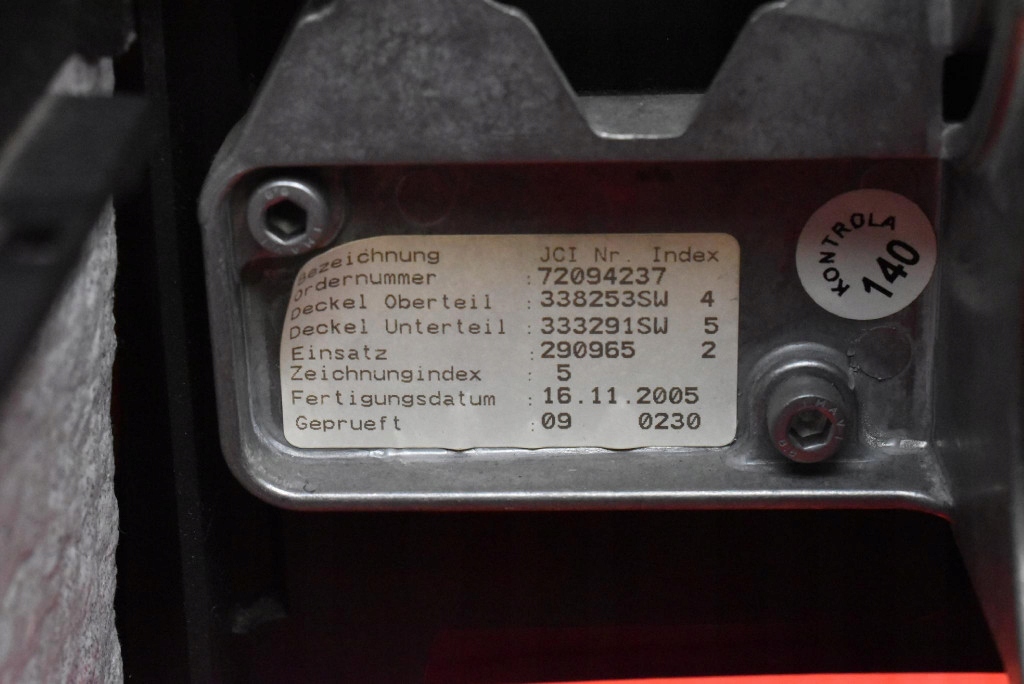 Bezeichnung JCI Nr. Index
Ordernummer :72094237
Deckel Oberteil :338253SW 4
Deckel Unterteil :333291SW 5
Einsatz :290965 2
Zeichnungindex : 5
Fertigungsdatum :16.11.2005
Geprueft :09 0230
KONTROLA
140